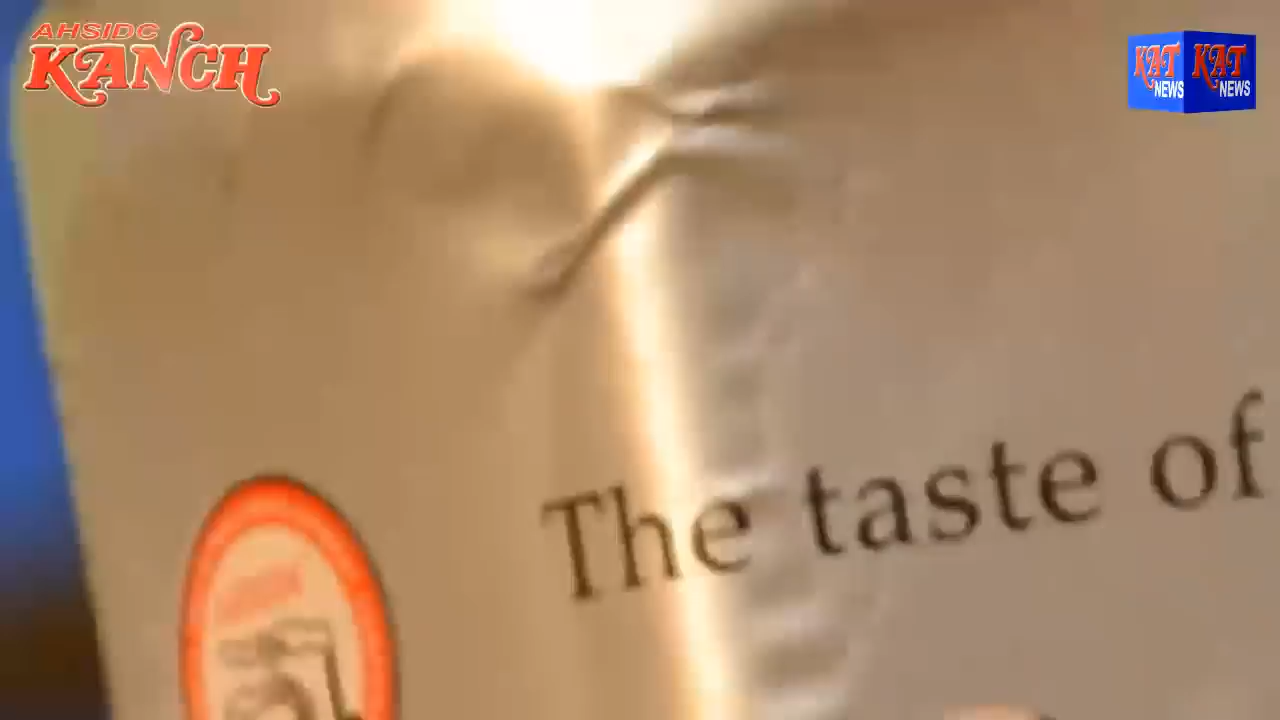 AHSIDC
KANCH
KAT NEWS
KAT NEWS
The taste of